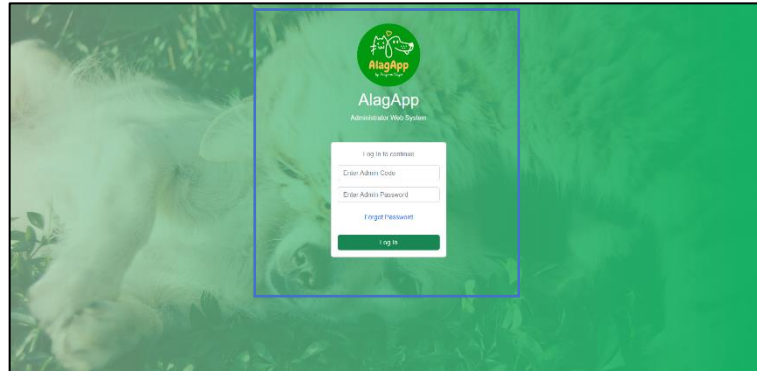 AlagApp
AlagApp
Administrator Web System
Log In to continue
Enter Admin Code
Enter Admin Password
Forgot Password
Log In